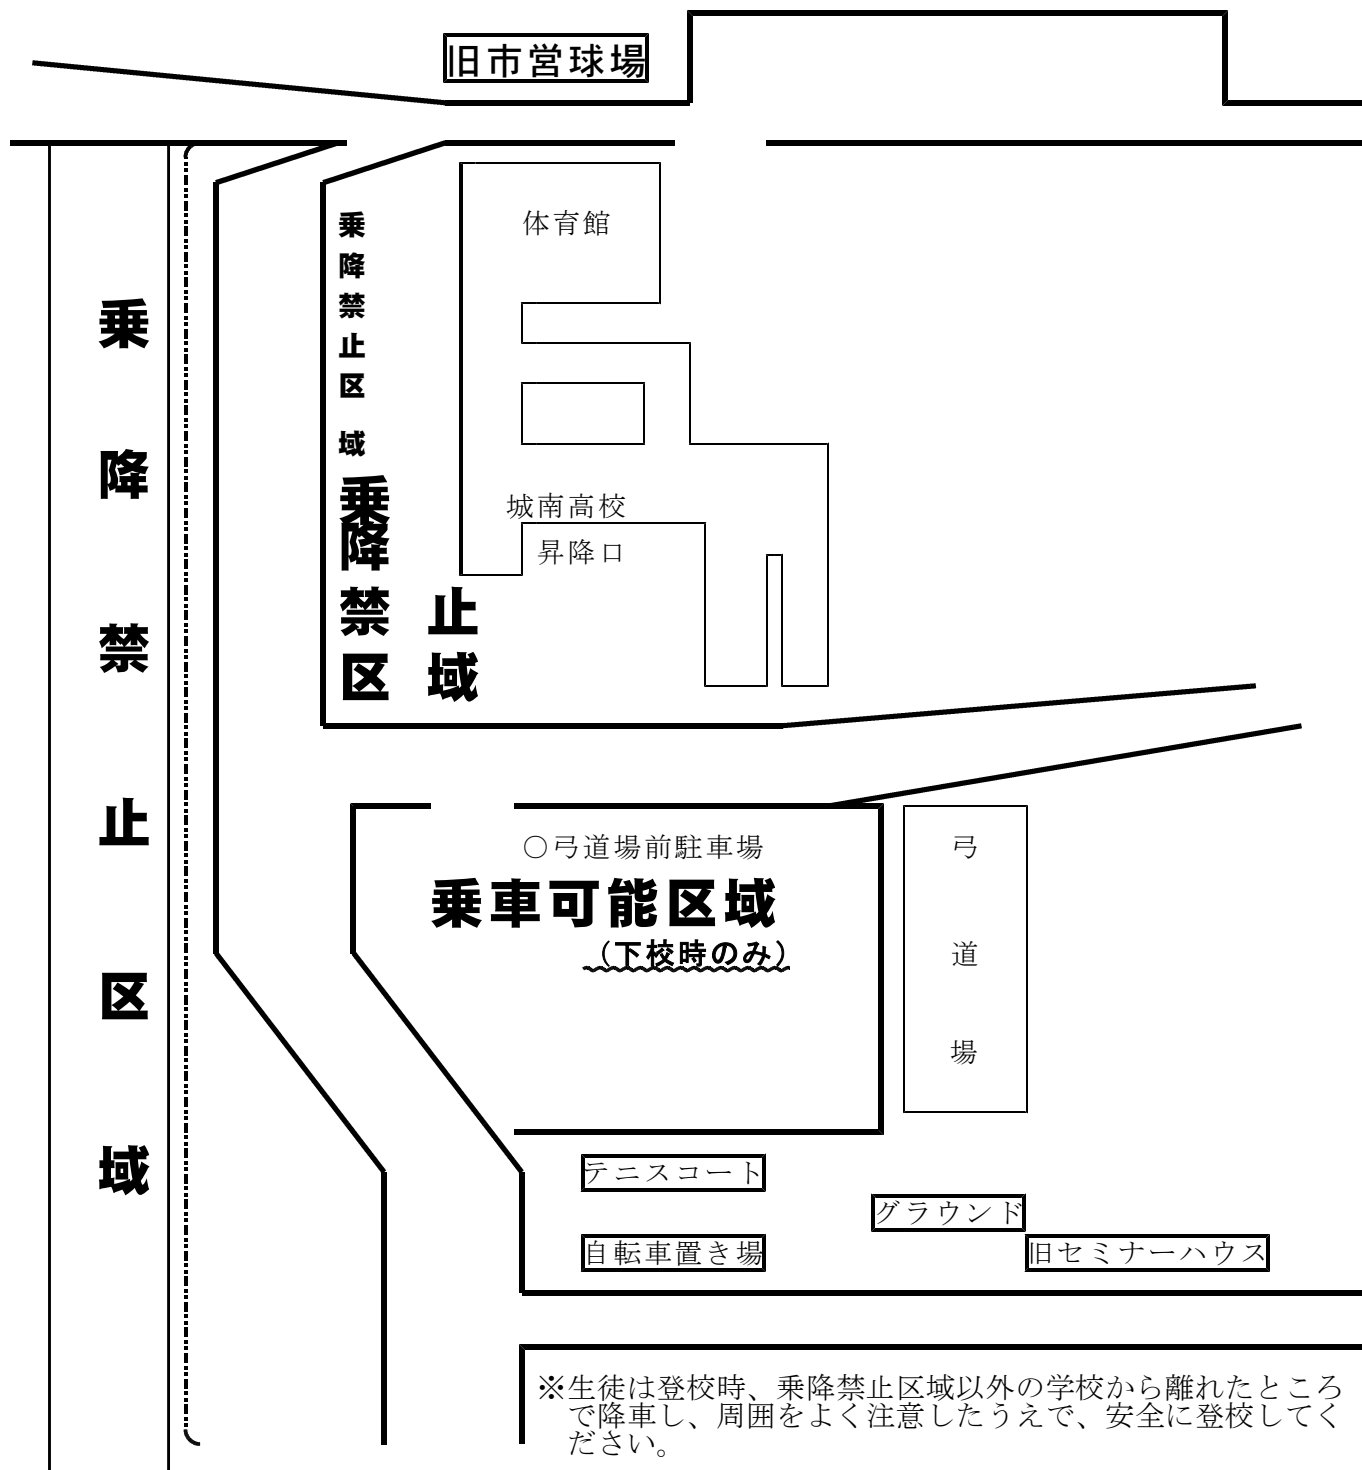 旧市営球場
乗降禁止区域
乗降禁止区域
体育館
城南高校
昇降口
乗降
禁止
区域
○弓道場前駐車場
乗車可能区域
(下校時のみ)
弓道場
テニスコート
グラウンド
自転車置き場
旧セミナーハウス
※生徒は登校時、乗降禁止区域以外の学校から離れたところ
で降車し、周囲をよく注意したうえで、安全に登校してく
ださい。